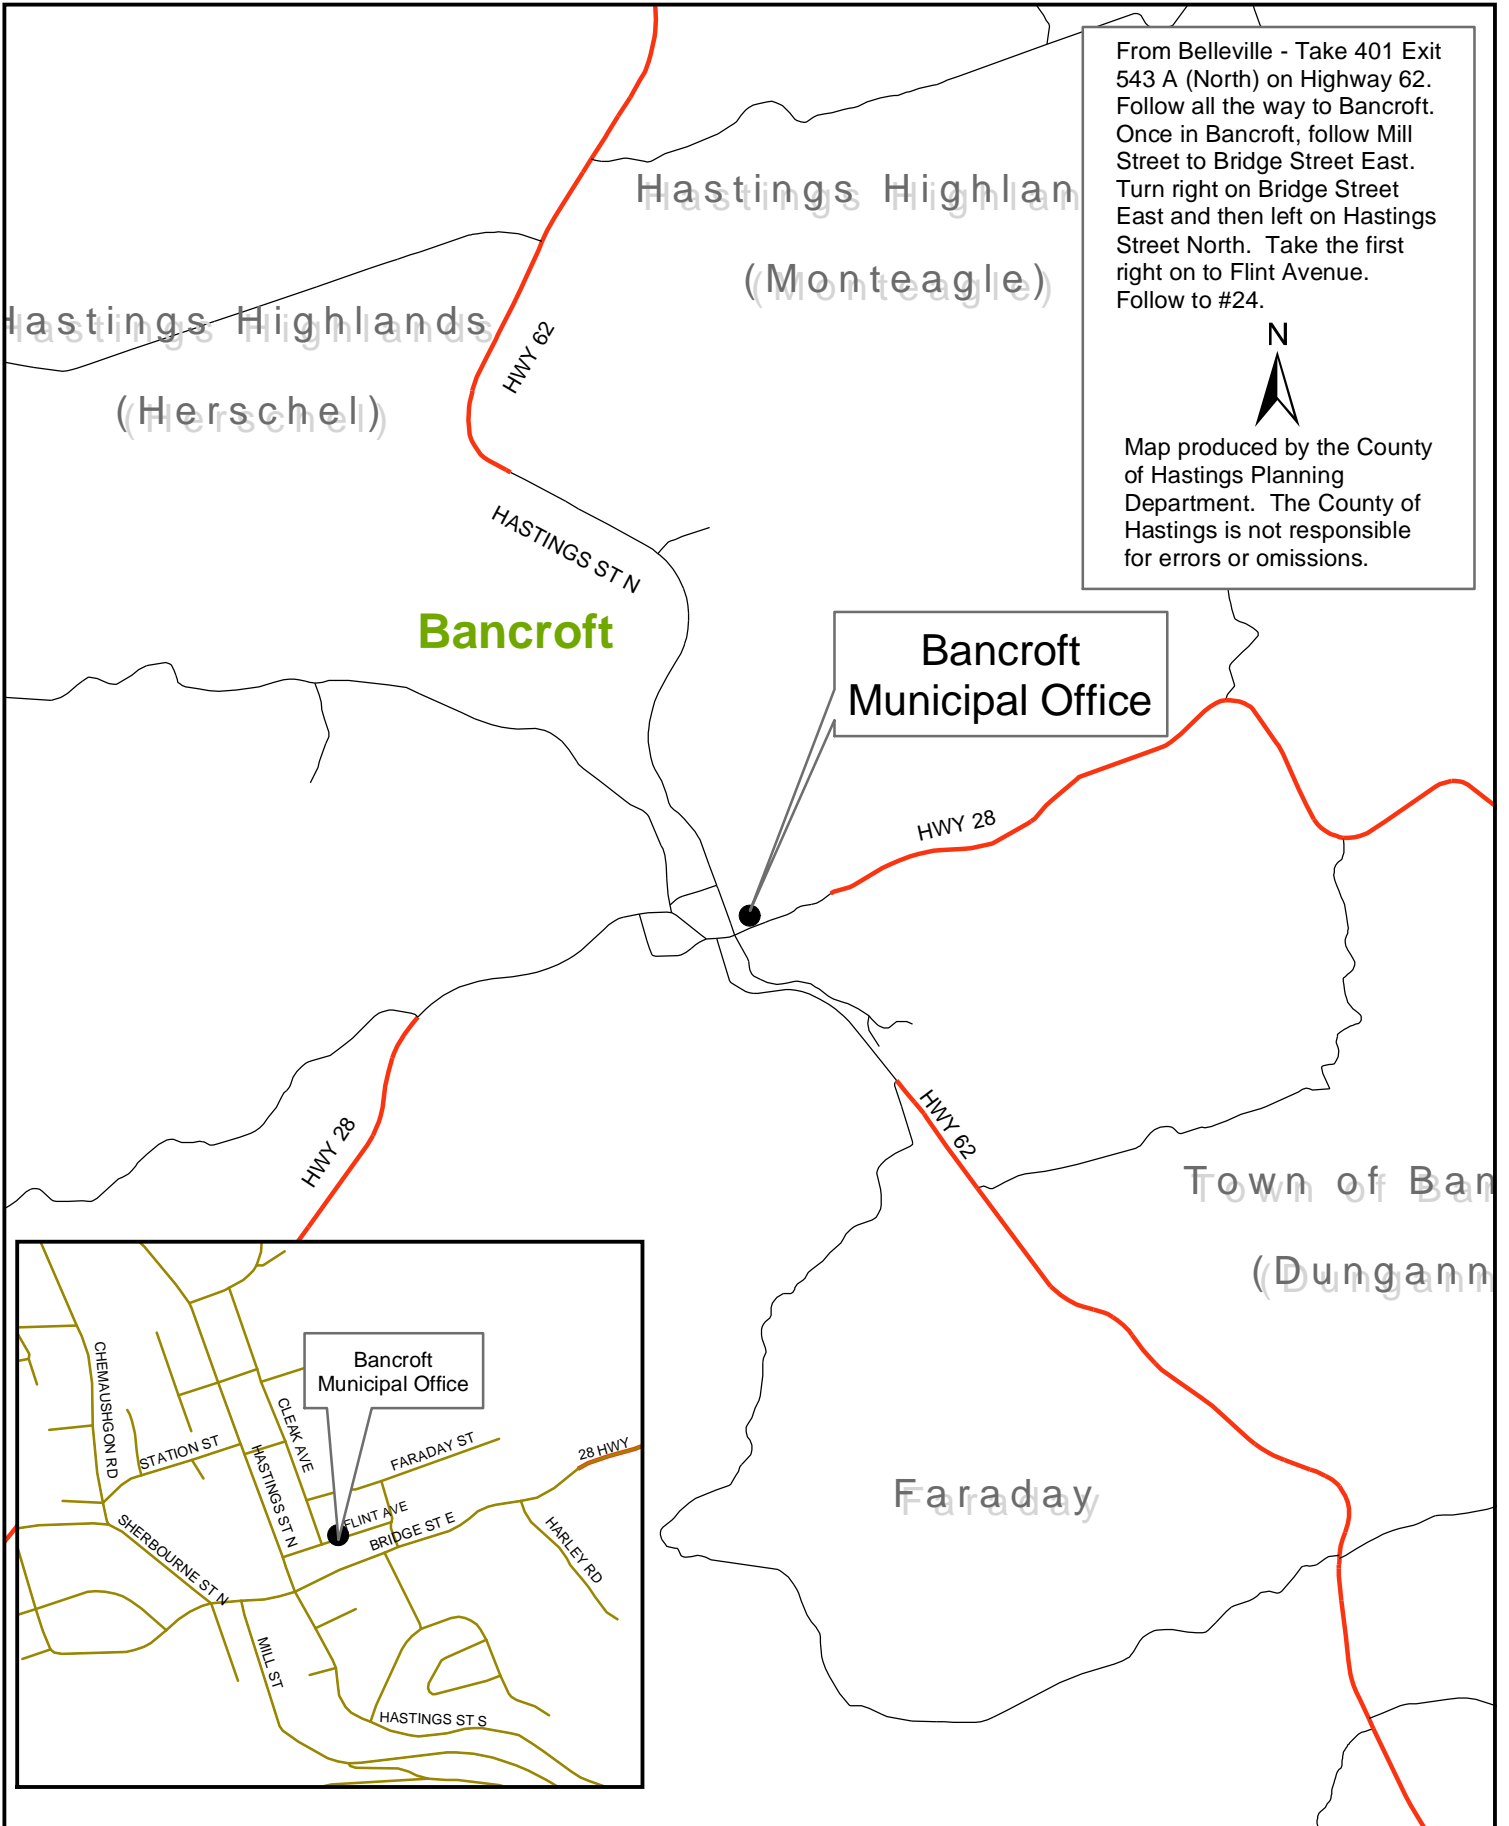 From Belleville - Take 401 Exit
543 A (North) on Highway 62.
Follow all the way to Bancroft.
Once in Bancroft, follow Mill
Street to Bridge Street East.
Turn right on Bridge Street
East and then left on Hastings
Street North.  Take the first
right on to Flint Avenue.
Follow to #24.
N
Map produced by the County
of Hastings Planning
Department.  The County of
Hastings is not responsible
for errors or omissions.
Hastings Highlan
(Monteagle)
Hastings Highlands
(Herschel)
HWY 62
HASTINGS ST N
Bancroft
Bancroft
Municipal Office
HWY 28
HWY 28
HWY 62
Town of Ban
(Dungann
Faraday
Bancroft
Municipal Office
CHEMAUSHGON RD
STATION ST
CLEAK AVE
HASTINGS ST N
FARADAY ST
28 HWY
FLINT AVE
BRIDGE ST E
HARLEY RD
SHERBOURNE ST N
MILL ST
HASTINGS ST S